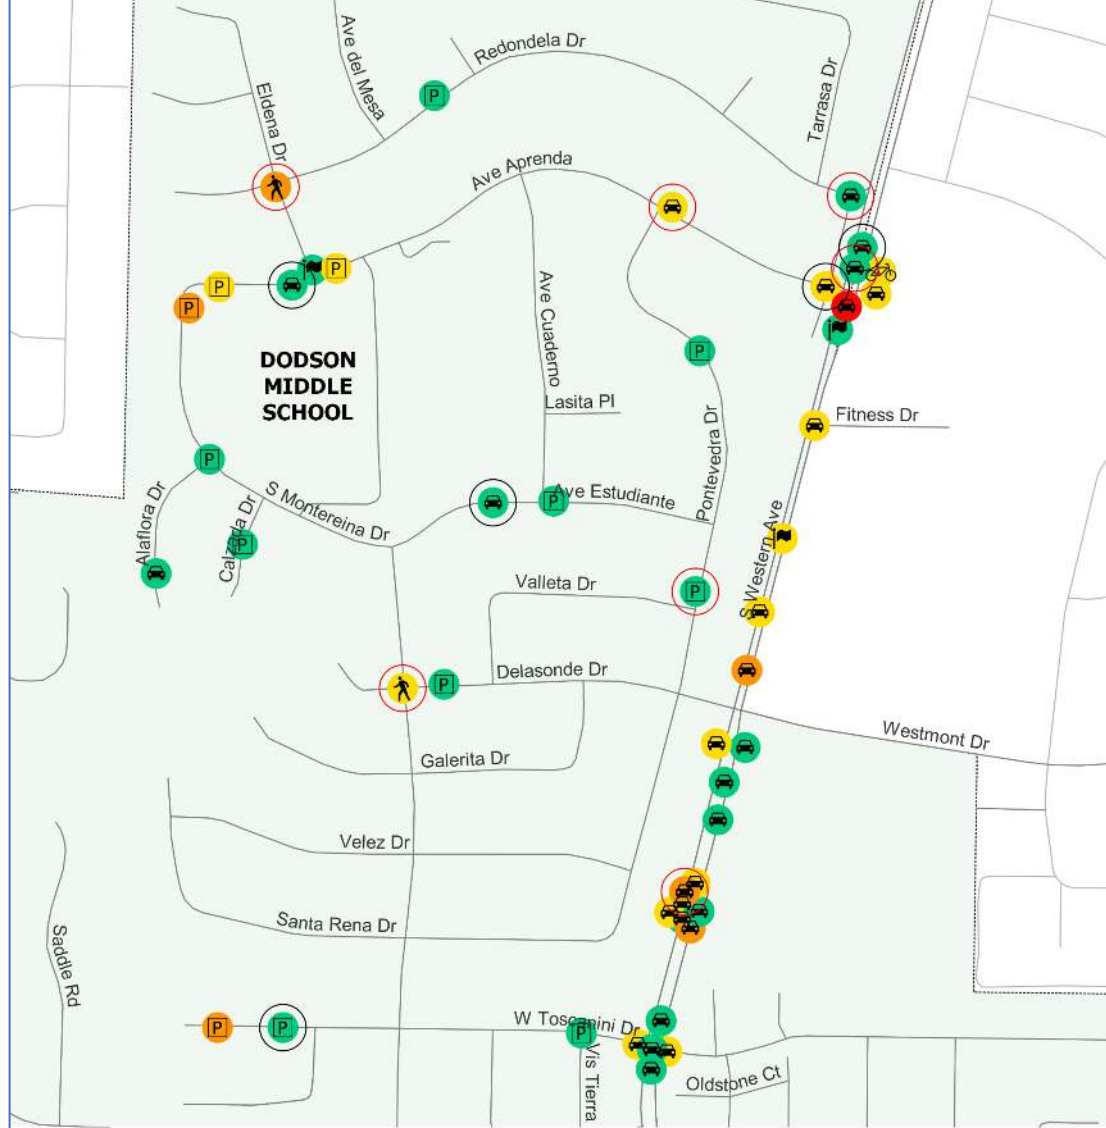 Redondela Dr
Ave del Mesa
Tarrasa Dr
Eldena Dr
P
Ave Aprenda
P
P
P
Ave Cuaderno
P
DODSON
MIDDLE
SCHOOL
Lasita Pl
Fitness Dr
Pontevedra Dr
P
Alaflora Dr
S Montereina Dr
Ave Estudiante
P
Calzada Dr
P
S Western Ave
Valleta Dr
P
Delasonde Dr
P
Westmont Dr
Galerita Dr
Velez Dr
Santa Rena Dr
Saddle Rd
W Toscanini Dr
P
P
P
Vis Tierra
Oldstone Ct